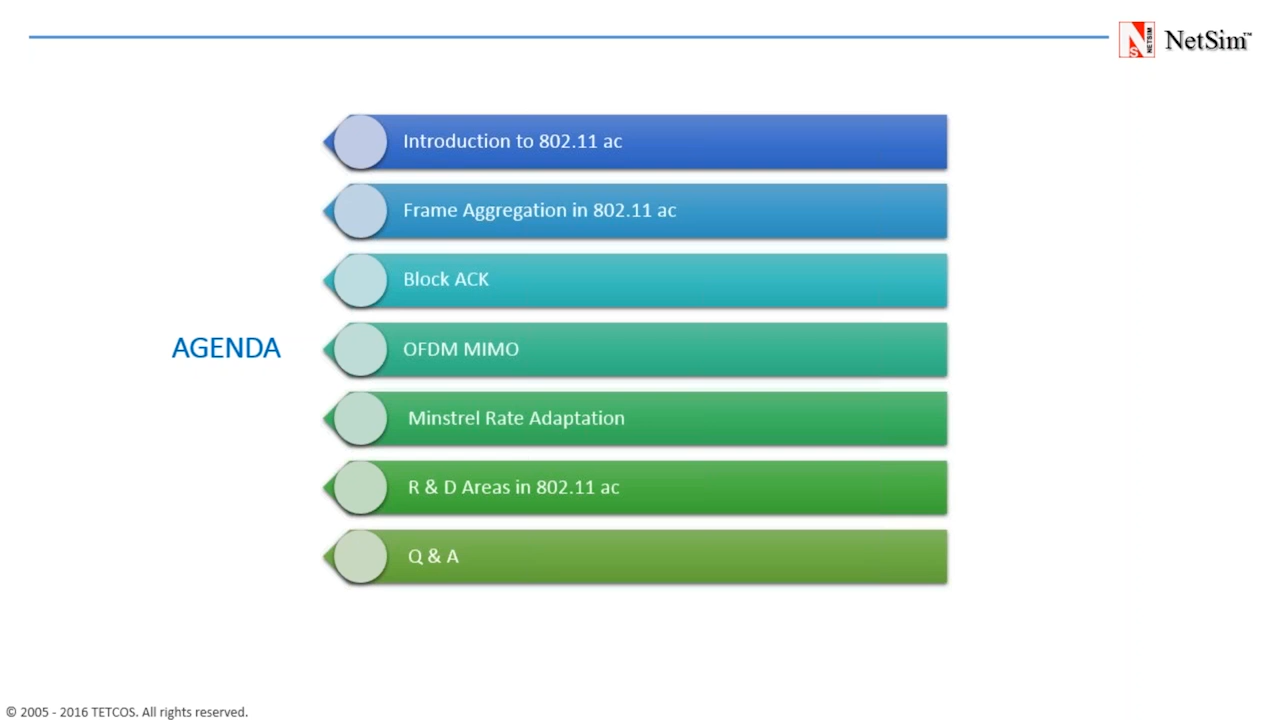 NETSIM
NetSim™
Introduction to 802.11 ac
Frame Aggregation in 802.11 ac
Block ACK
AGENDA
OFDM MIMO
Minstrel Rate Adaptation
R & D Areas in 802.11 ac
Q & A
© 2005 - 2016 TETCOS. All rights reserved.